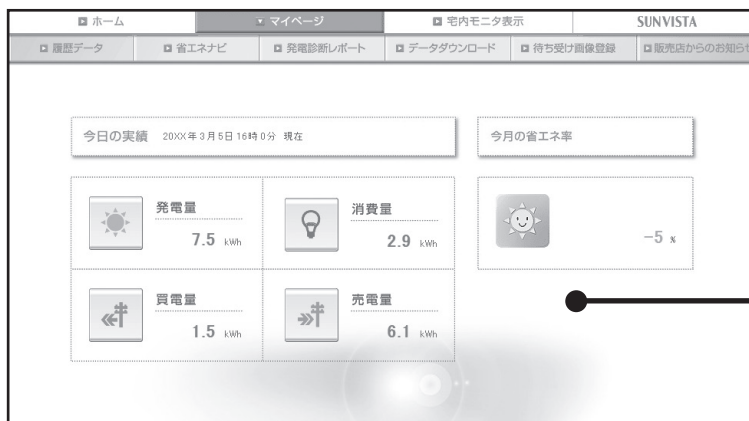 ホーム マイページ 宅内モニタ表示 SUNVISTA
履歴データ 省エネナビ 発電診断レポート データダウンロード 待ち受け画像登録 販売店からのお知らせ
今日の実績 20XX年3月5日16時0分 現在 今月の省エネ率
発電量 消費量
7.5 kWh 2.9 kWh -5 %
買電量 売電量
1.5 kWh 6.1 kWh